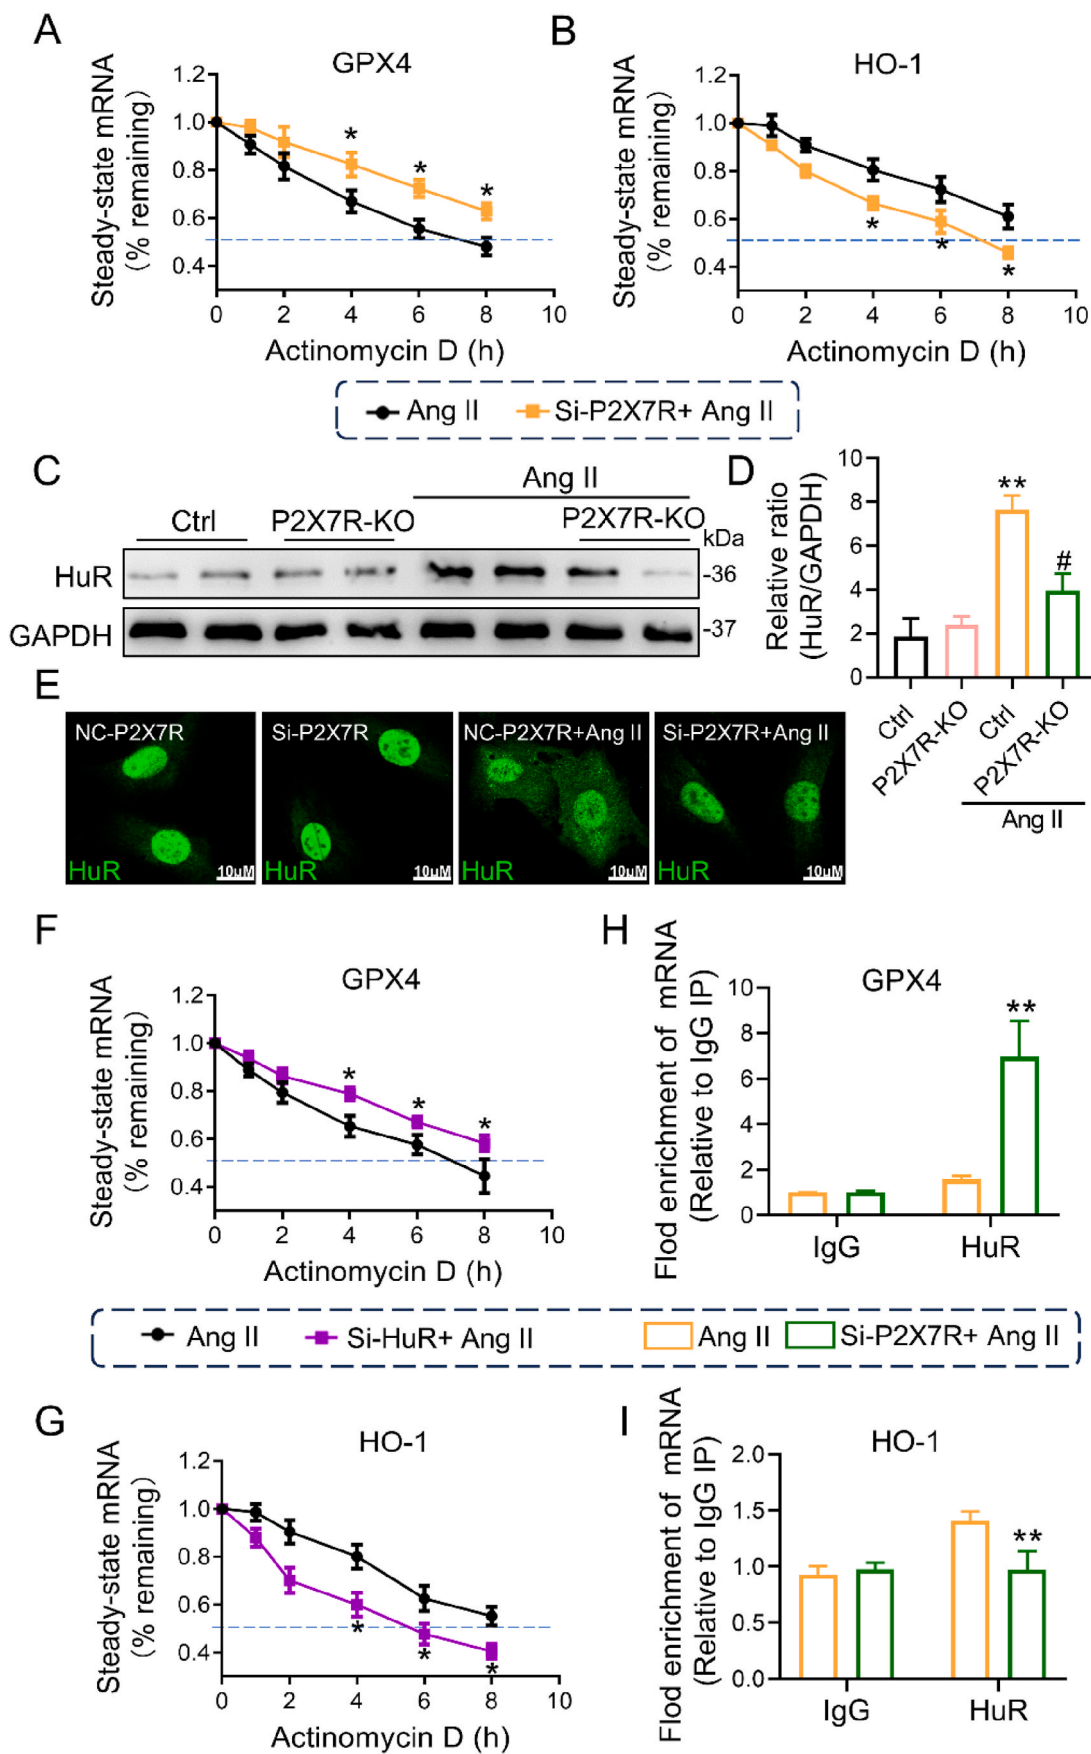 A
GPX4
Steady-state mRNA
(% remaining)
1.2
1.0
0.8
0.6
0.4
*
*
*
0 2 4 6 8 10
Actinomycin D (h)
B
HO-1
Steady-state mRNA
(% remaining)
1.2
1.0
0.8
0.6
0.4
*
*
*
0 2 4 6 8 10
Actinomycin D (h)
Ang II Si-P2X7R+ Ang II
C
Ang II
Ctrl P2X7R-KO P2X7R-KO
kDa
HuR -36
GAPDH -37
D
Relative ratio
(HuR/GAPDH)
10
8
6
4
2
0
**
#
Ctrl
P2X7R-KO
Ctrl
P2X7R-KO
Ang II
E
NC-P2X7R
HuR 10uM
Si-P2X7R
HuR 10uM
NC-P2X7R+Ang II
HuR 10uM
Si-P2X7R+Ang II
HuR 10uM
F
GPX4
Steady-state mRNA
(% remaining)
1.2
1.0
0.8
0.6
0.4
*
*
*
0 2 4 6 8 10
Actinomycin D (h)
H
GPX4
Flod enrichment of mRNA
(Relative to IgG IP)
10
8
6
4
2
0
**
IgG HuR
Ang II Si-HuR+ Ang II Ang II Si-P2X7R+ Ang II
G
HO-1
Steady-state mRNA
(% remaining)
1.2
1.0
0.8
0.6
0.4
*
*
*
0 2 4 6 8 10
Actinomycin D (h)
I
HO-1
Flod enrichment of mRNA
(Relative to IgG IP)
2.0
1.5
1.0
0.5
0.0
**
IgG HuR